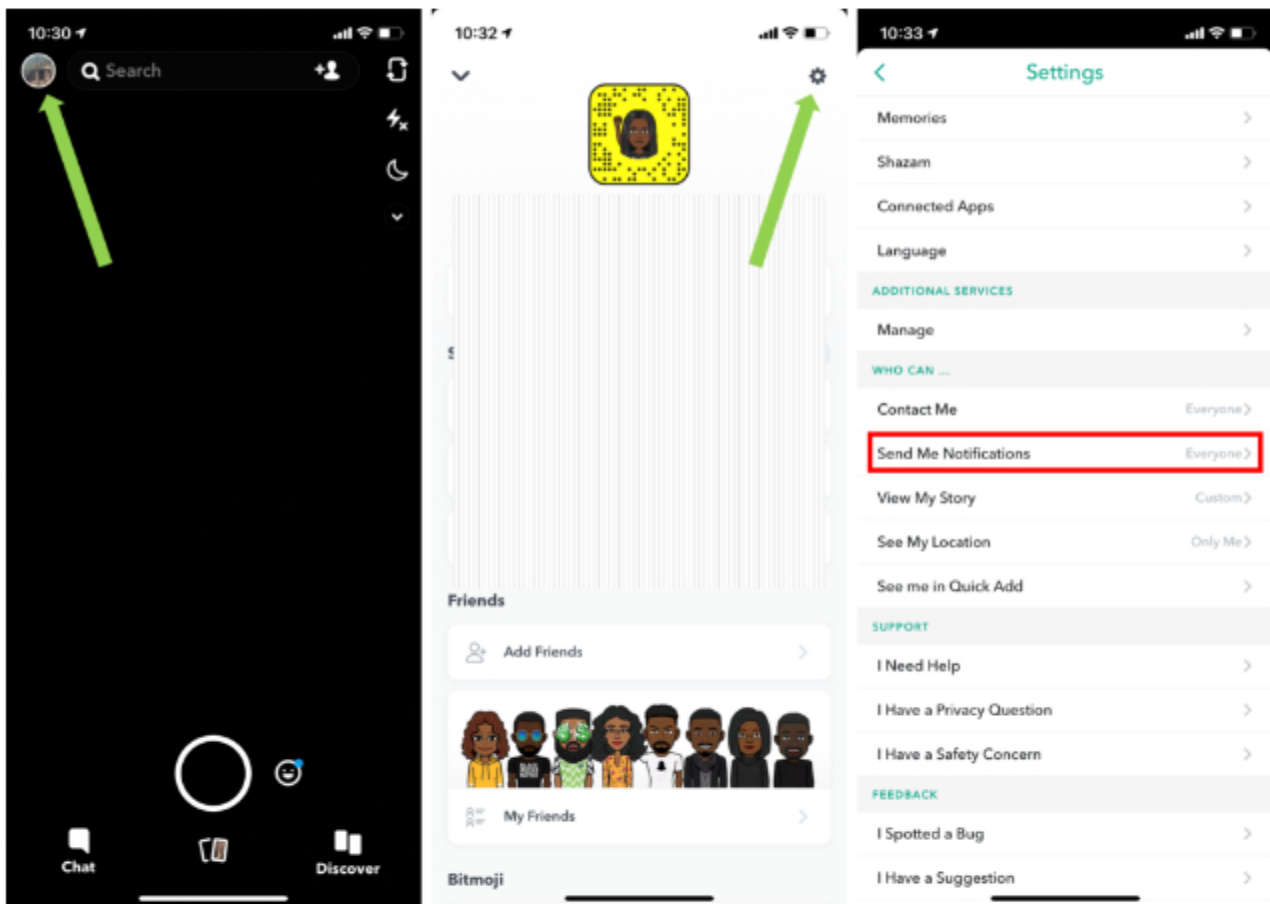 10:30
Search
Chat
Discover
10:32
S
Friends
Add Friends
My Friends
Bitmoji
10:33
Settings
Memories
Shazam
Connected Apps
Language
ADDITIONAL SERVICES
Manage
WHO CAN ...
Contact Me Everyone
Send Me Notifications Everyone
View My Story Custom
See My Location Only Me
See me in Quick Add
SUPPORT
I Need Help
I Have a Privacy Question
I Have a Safety Concern
FEEDBACK
I Spotted a Bug
I Have a Suggestion